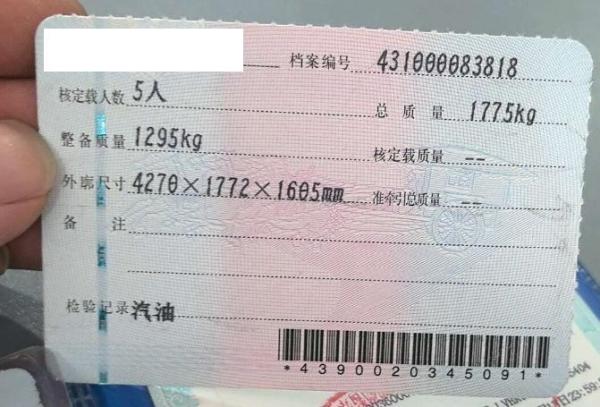 档案编号 431000083818
核定载人数 5人 总质量 1775kg
整备质量 1295kg 核定载质量 --
外廓尺寸 4270×1772×1605mm 准牵引总质量 --
备注
检验记录 汽油
*4390020345091*